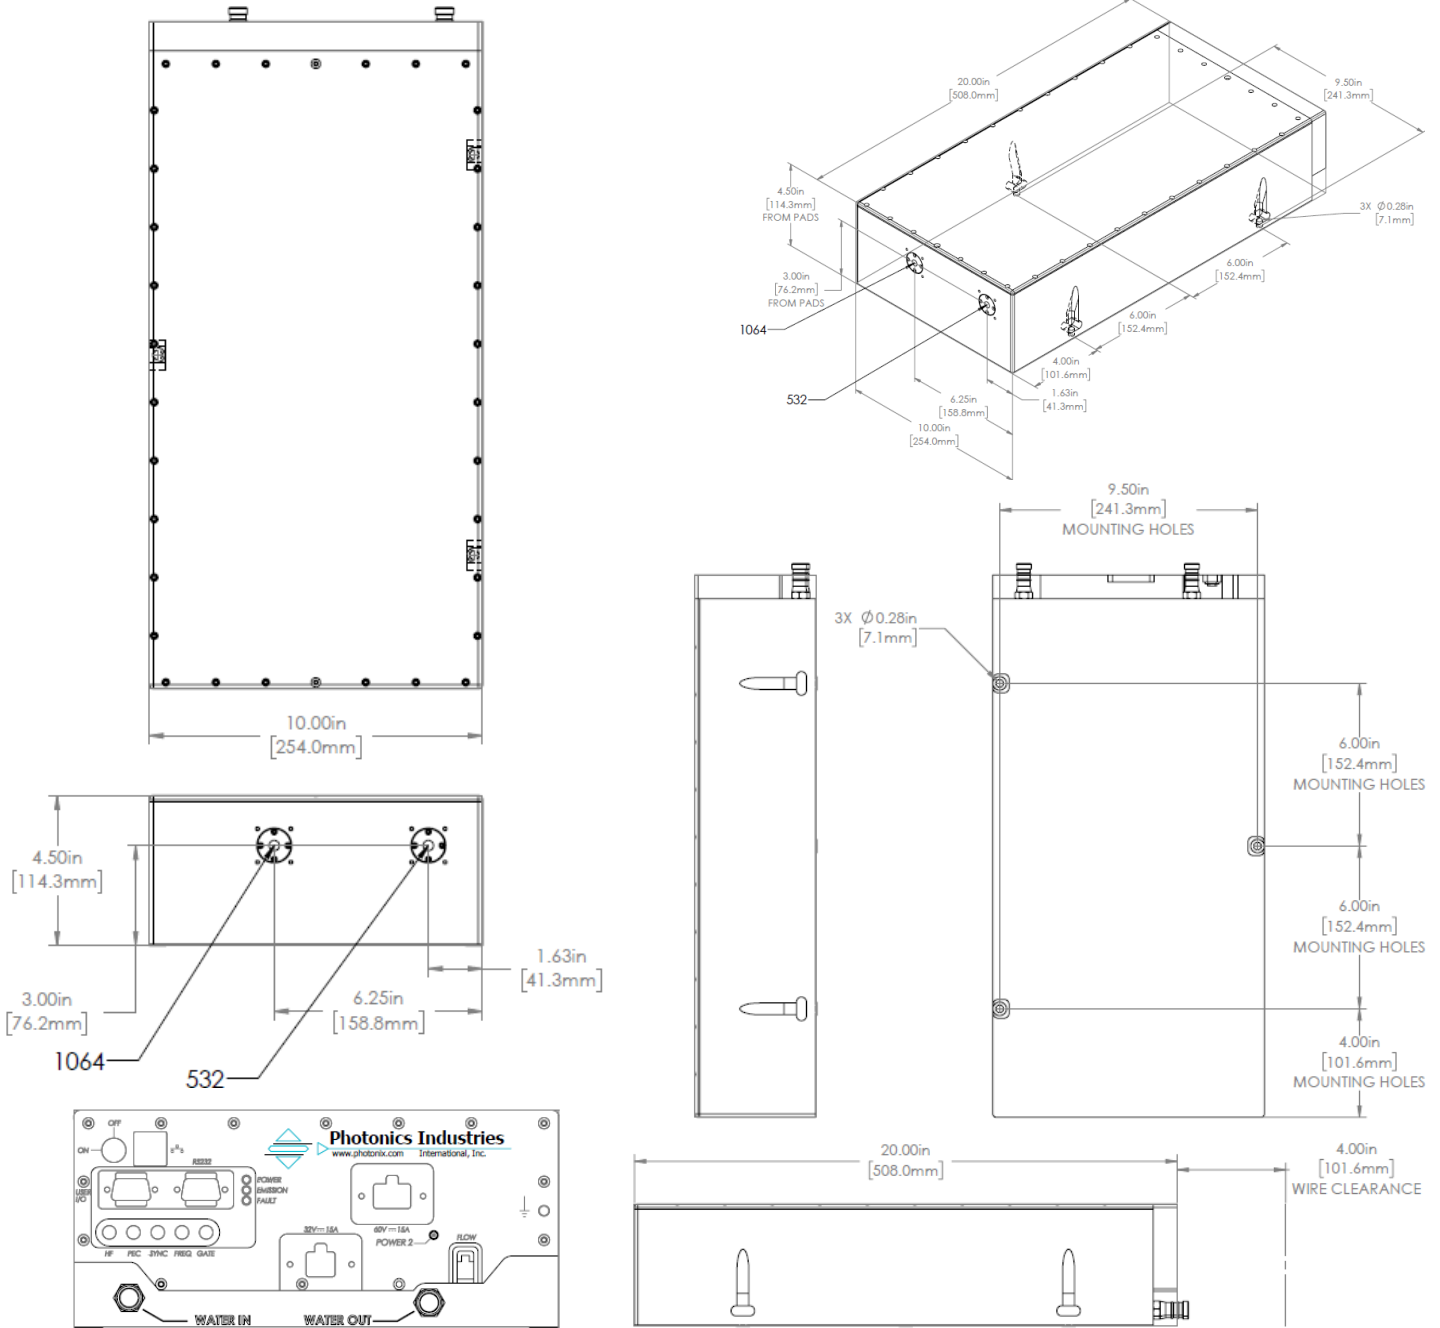 20.00in
[508.0mm]
9.50in
[241.3mm]
4.50in
[114.3mm]
FROM PADS
3X Ø0.28in
[7.1mm]
6.00in
[152.4mm]
3.00in
[76.2mm]
FROM PADS
1064
6.00in
[152.4mm]
4.00in
[101.6mm]
532
1.63in
[41.3mm]
6.25in
[158.8mm]
10.00in
[254.0mm]
9.50in
[241.3mm]
MOUNTING HOLES
3X Ø0.28in
[7.1mm]
10.00in
[254.0mm]
6.00in
[152.4mm]
MOUNTING HOLES
4.50in
[114.3mm]
6.00in
[152.4mm]
MOUNTING HOLES
1.63in
[41.3mm]
3.00in
[76.2mm]
6.25in
[158.8mm]
1064
532
4.00in
[101.6mm]
MOUNTING HOLES
OFF
ON
Photonics Industries
www.photonix.com International, Inc.
RS232
POWER
EMISSION
FAULT
USER
I/O
32V 15A
60V 15A
POWER 2
FLOW
HF PEC SYNC FREQ GATE
WATER IN
WATER OUT
20.00in
[508.0mm]
4.00in
[101.6mm]
WIRE CLEARANCE